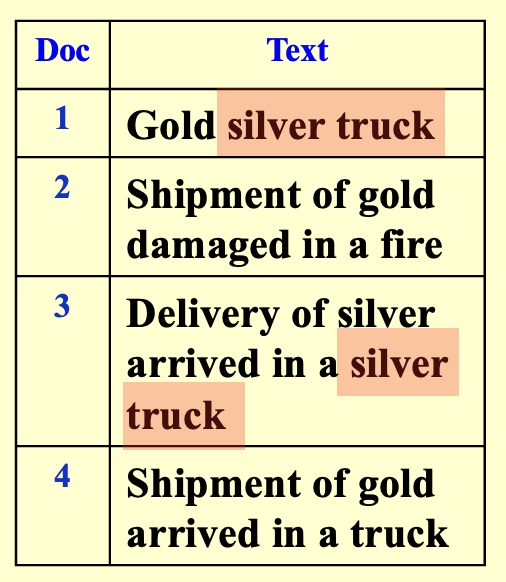 Doc Text
1 Gold silver truck
2 Shipment of gold
damaged in a fire
3 Delivery of silver
arrived in a silver
truck
4 Shipment of gold
arrived in a truck